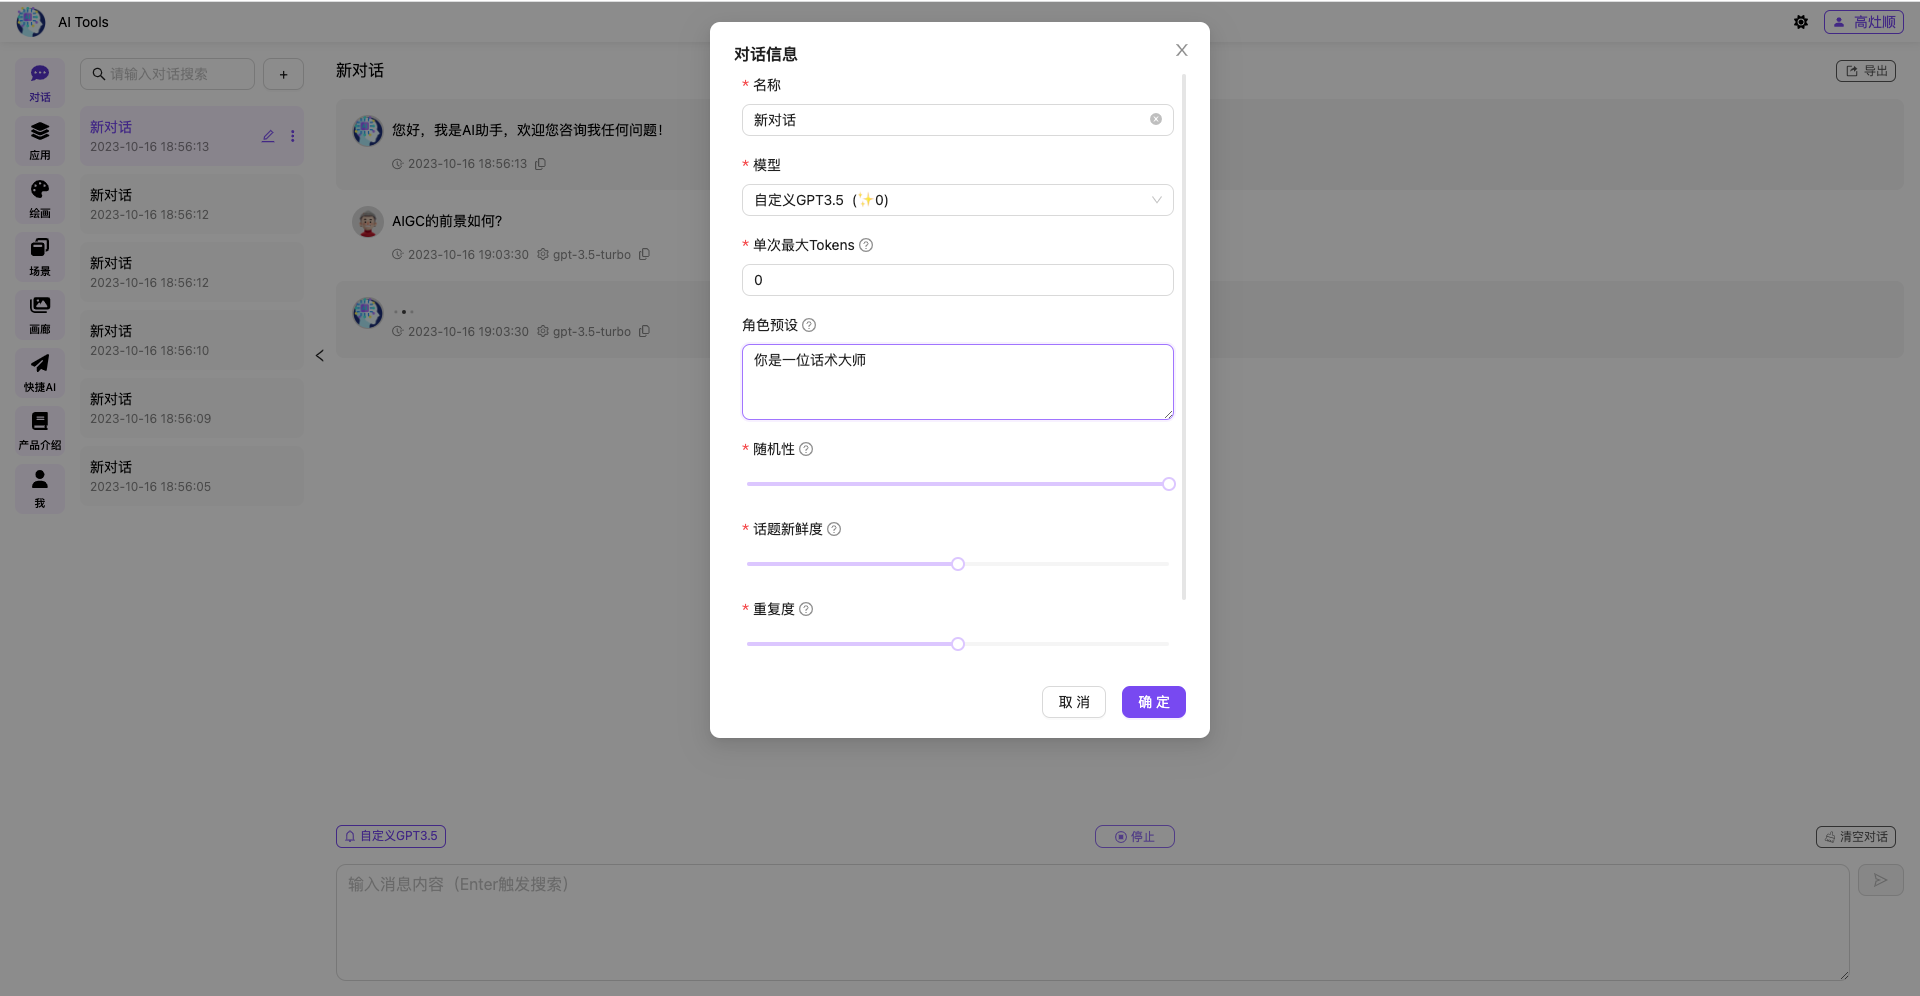 AI Tools
高灶顺
对话
应用
绘画
场景
画廊
快捷AI
产品介绍
我
请输入对话搜索
+
新对话
2023-10-16 18:56:13
新对话
2023-10-16 18:56:12
新对话
2023-10-16 18:56:12
新对话
2023-10-16 18:56:10
新对话
2023-10-16 18:56:09
新对话
2023-10-16 18:56:05
新对话
导出
您好，我是AI助手，欢迎您咨询我任何问题！
2023-10-16 18:56:13
AIGC的前景如何?
2023-10-16 19:03:30 gpt-3.5-turbo
2023-10-16 19:03:30 gpt-3.5-turbo
对话信息
* 名称
新对话
* 模型
自定义GPT3.5（✨0）
* 单次最大Tokens
0
角色预设
你是一位话术大师
* 随机性
* 话题新鲜度
* 重复度
取 消
确 定
自定义GPT3.5
停止
清空对话
输入消息内容（Enter触发搜索）